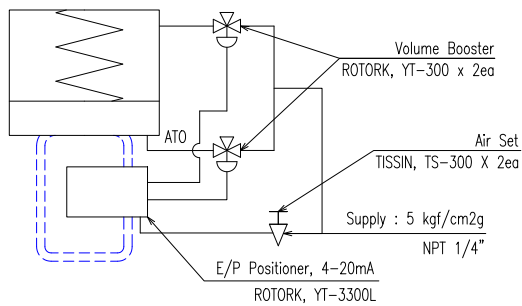 Volume Booster
ROTORK, YT-300 x 2ea
ATO
Air Set
TISSIN, TS-300 X 2ea
Supply : 5 kgf/cm2g
NPT 1/4"
E/P Positioner, 4-20mA
ROTORK, YT-3300L